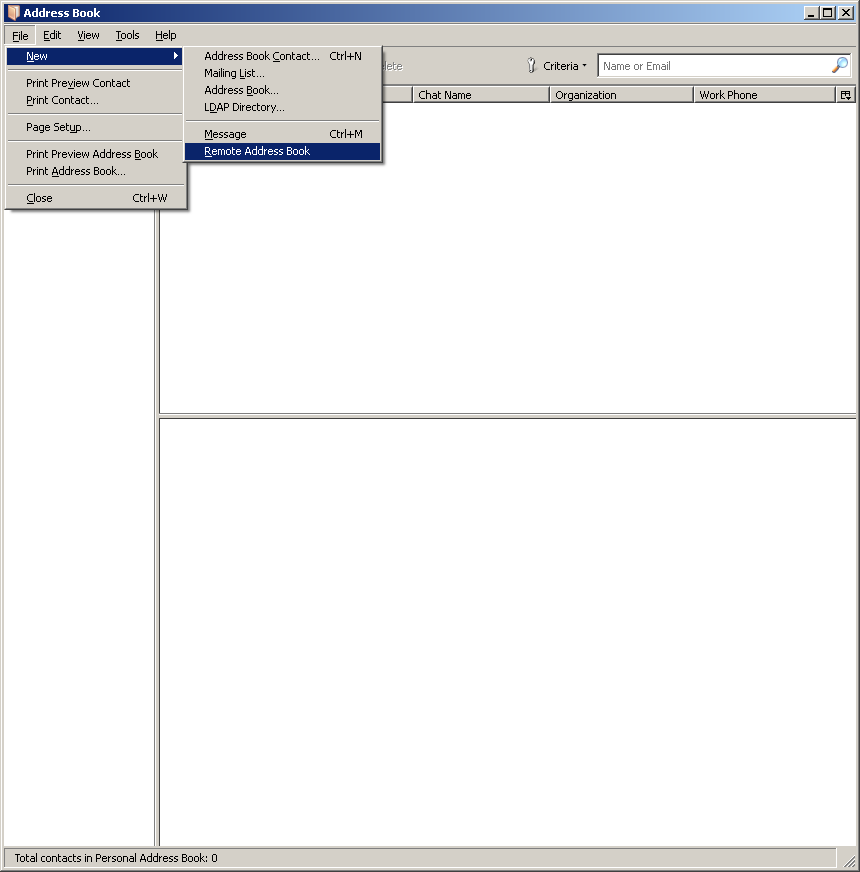 Address Book
File Edit View Tools Help
New
Print Preview Contact
Print Contact...
Page Setup...
Print Preview Address Book
Print Address Book...
Close Ctrl+W
Address Book Contact... Ctrl+N
Mailing List...
Address Book...
LDAP Directory...
Message Ctrl+M
Remote Address Book
Criteria Name or Email
Chat Name Organization Work Phone
Total contacts in Personal Address Book: 0